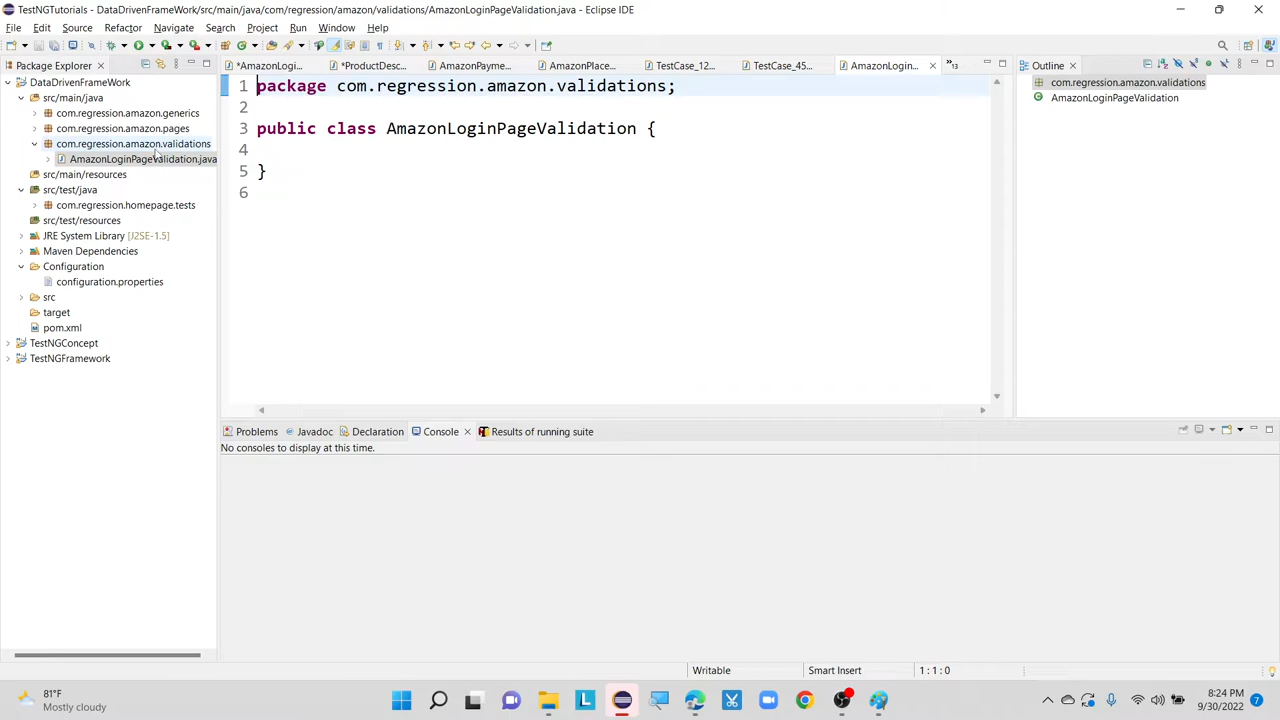 TestNGTutorials - DataDrivenFrameWork/src/main/java/com/regression/amazon/validations/AmazonLoginPageValidation.java - Eclipse IDE
File Edit Source Refactor Navigate Search Project Run Window Help
Package Explorer
*AmazonLogi... *ProductDesc... AmazonPayme... AmazonPlace... TestCase_12... TestCase_45... AmazonLogin... »13
Outline
DataDrivenFrameWork
src/main/java
com.regression.amazon.generics
com.regression.amazon.pages
com.regression.amazon.validations
AmazonLoginPageValidation.java
src/main/resources
src/test/java
com.regression.homepage.tests
src/test/resources
JRE System Library [J2SE-1.5]
Maven Dependencies
Configuration
configuration.properties
src
target
pom.xml
TestNGConcept
TestNGFramework
1 package com.regression.amazon.validations;
2
3 public class AmazonLoginPageValidation {
4
5 }
6
com.regression.amazon.validations
AmazonLoginPageValidation
Problems Javadoc Declaration Console Results of running suite
No consoles to display at this time.
Writable Smart Insert 1 : 1 : 0
81°F
Mostly cloudy
8:24 PM
9/30/2022
7